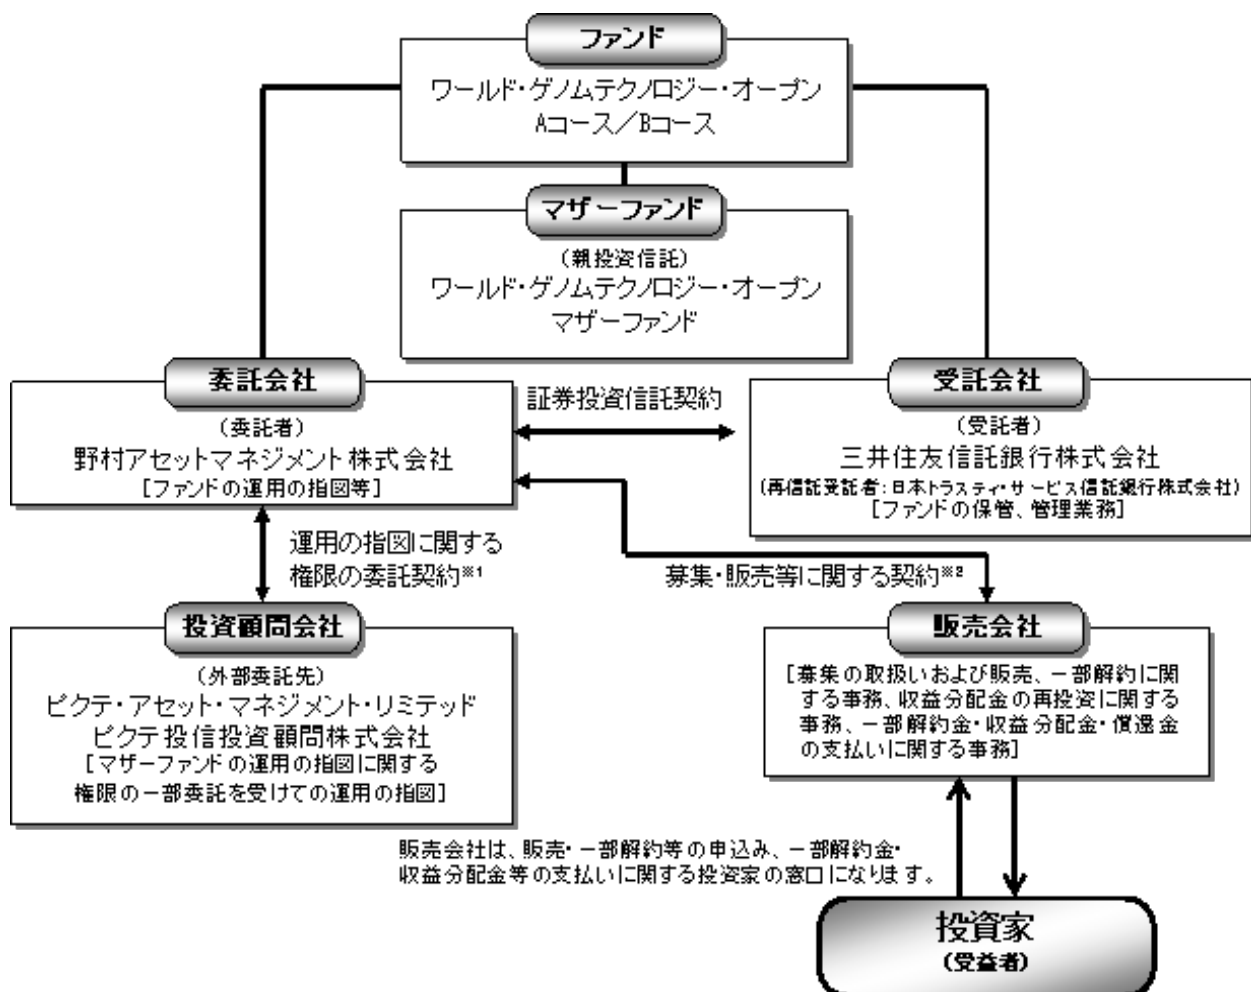 ファンド
ワールド・ゲノムテクノロジー・オープン
Aコース／Bコース
マザーファンド
（親投資信託）
ワールド・ゲノムテクノロジー・オープン
マザーファンド
委託会社
（委託者）
野村アセットマネジメント株式会社
［ファンドの運用の指図等］
証券投資信託契約
受託会社
（受託者）
三井住友信託銀行株式会社
（再信託受託者：日本トラスティ・サービス信託銀行株式会社）
［ファンドの保管、管理業務］
運用の指図に関する
権限の委託契約※1
募集・販売等に関する契約※2
投資顧問会社
（外部委託先）
ピクテ・アセット・マネジメント・リミテッド
ピクテ投信投資顧問株式会社
［マザーファンドの運用の指図に関する
権限の一部委託を受けての運用の指図］
販売会社
［募集の取扱いおよび販売、一部解約に関
する事務、収益分配金の再投資に関する
事務、一部解約金・収益分配金・償還金
の支払いに関する事務］
販売会社は、販売・一部解約等の申込み、一部解約金・
収益分配金等の支払いに関する投資家の窓口になります。
投資家
（受益者）